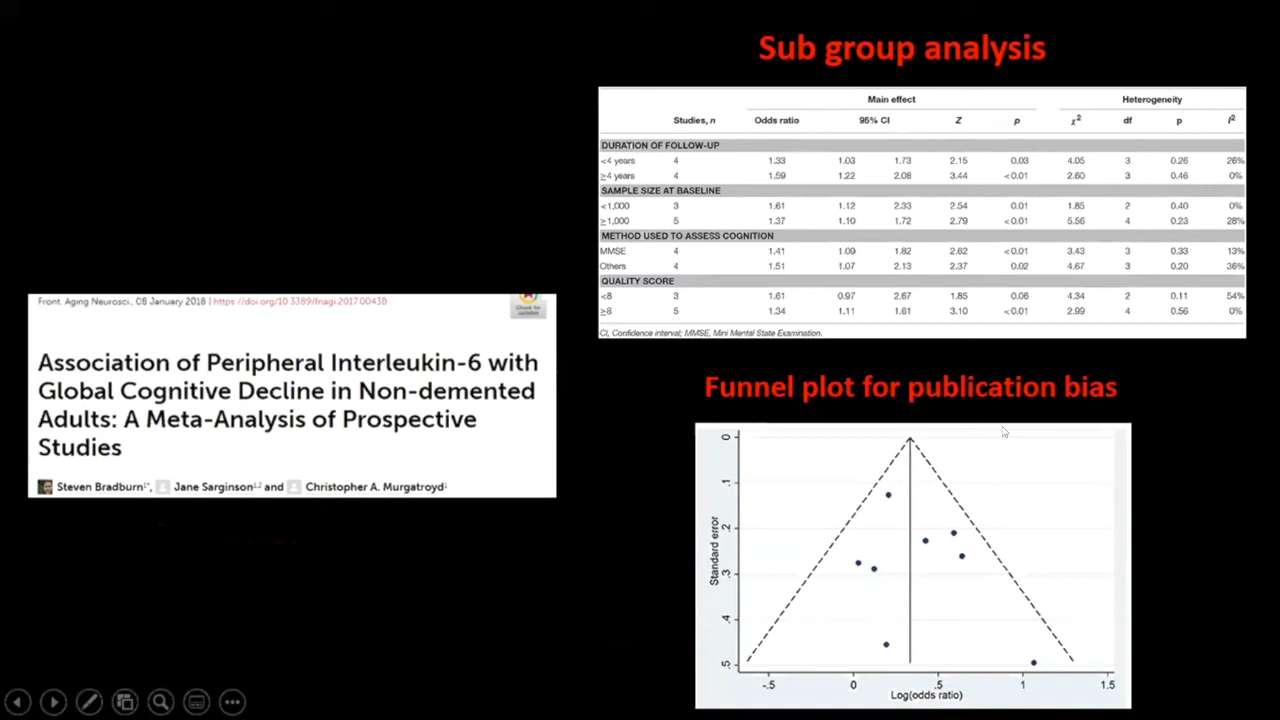 Sub group analysis
Main effect Heterogeneity
Studies, n Odds ratio 95% CI Z p χ2 df p I2
DURATION OF FOLLOW-UP
<4 years 4 1.33 1.03 1.73 2.15 0.03 4.05 3 0.26 26%
≥4 years 4 1.59 1.22 2.08 3.44 <0.01 2.60 3 0.46 0%
SAMPLE SIZE AT BASELINE
<1,000 3 1.61 1.12 2.33 2.54 0.01 1.85 2 0.40 0%
≥1,000 5 1.37 1.10 1.72 2.79 <0.01 5.56 4 0.23 28%
METHOD USED TO ASSESS COGNITION
MMSE 4 1.41 1.09 1.82 2.62 <0.01 3.43 3 0.33 13%
Others 4 1.51 1.07 2.13 2.37 0.02 4.67 3 0.20 36%
QUALITY SCORE
<8 3 1.61 0.97 2.67 1.85 0.06 4.34 2 0.11 54%
≥8 5 1.34 1.11 1.61 3.10 <0.01 2.99 4 0.56 0%
CI, Confidence interval; MMSE, Mini Mental State Examination.
Front. Aging Neurosci., 08 January 2018 | https://doi.org/10.3389/fnagi.2017.00438
Check for
updates
Association of Peripheral Interleukin-6 with
Global Cognitive Decline in Non-demented
Adults: A Meta-Analysis of Prospective
Studies
Steven Bradburn1*, Jane Sarginson1,2 and Christopher A. Murgatroyd1
Funnel plot for publication bias
0
.1
.2
.3
.4
.5
Standard error
-.5 0 .5 1 1.5
Log(odds ratio)